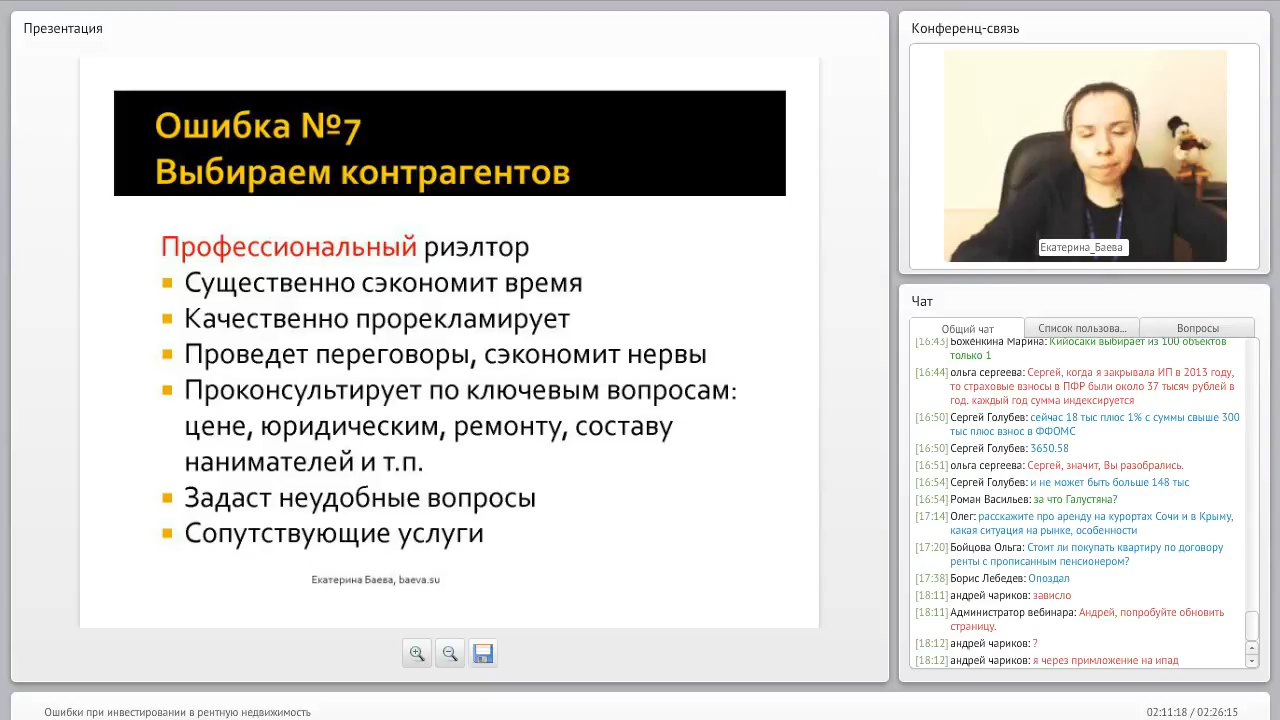 Презентация
Ошибка №7
Выбираем контрагентов
Профессиональный риэлтор
Существенно сэкономит время
Качественно прорекламирует
Проведет переговоры, сэкономит нервы
Проконсультирует по ключевым вопросам:
цене, юридическим, ремонту, составу
нанимателей и т.п.
Задаст неудобные вопросы
Сопутствующие услуги
Екатерина Баева, baeva.su
Конференц-связь
Екатерина_Баева
Чат
Общий чат
Список пользова...
Вопросы
[16:43] Боженкина Марина: Кийосаки выбирает из 100 объектов
только 1
[16:44] ольга сергеева: Сергей, когда я закрывала ИП в 2013 году,
то страховые взносы в ПФР были около 37 тысяч рублей в
год. каждый год сумма индексируется
[16:50] Сергей Голубев: сейчас 18 тыс плюс 1% с суммы свыше 300
тыс плюс взнос в ФФОМС
[16:50] Сергей Голубев: 3650.58
[16:51] ольга сергеева: Сергей, значит, Вы разобрались.
[16:54] Сергей Голубев: и не может быть больше 148 тыс
[16:54] Роман Васильев: за что Галустяна?
[17:14] Олег: расскажите про аренду на курортах Сочи и в Крыму,
какая ситуация на рынке, особенности
[17:20] Бойцова Ольга: Стоит ли покупать квартиру по договору
ренты с прописанным пенсионером?
[17:38] Борис Лебедев: Опоздал
[18:11] андрей чариков: зависло
[18:11] Администратор вебинара: Андрей, попробуйте обновить
страницу.
[18:12] андрей чариков: ?
[18:12] андрей чариков: я через примложение на ипад
Ошибки при инвестировании в рентную недвижимость
02:11:18 / 02:26:15